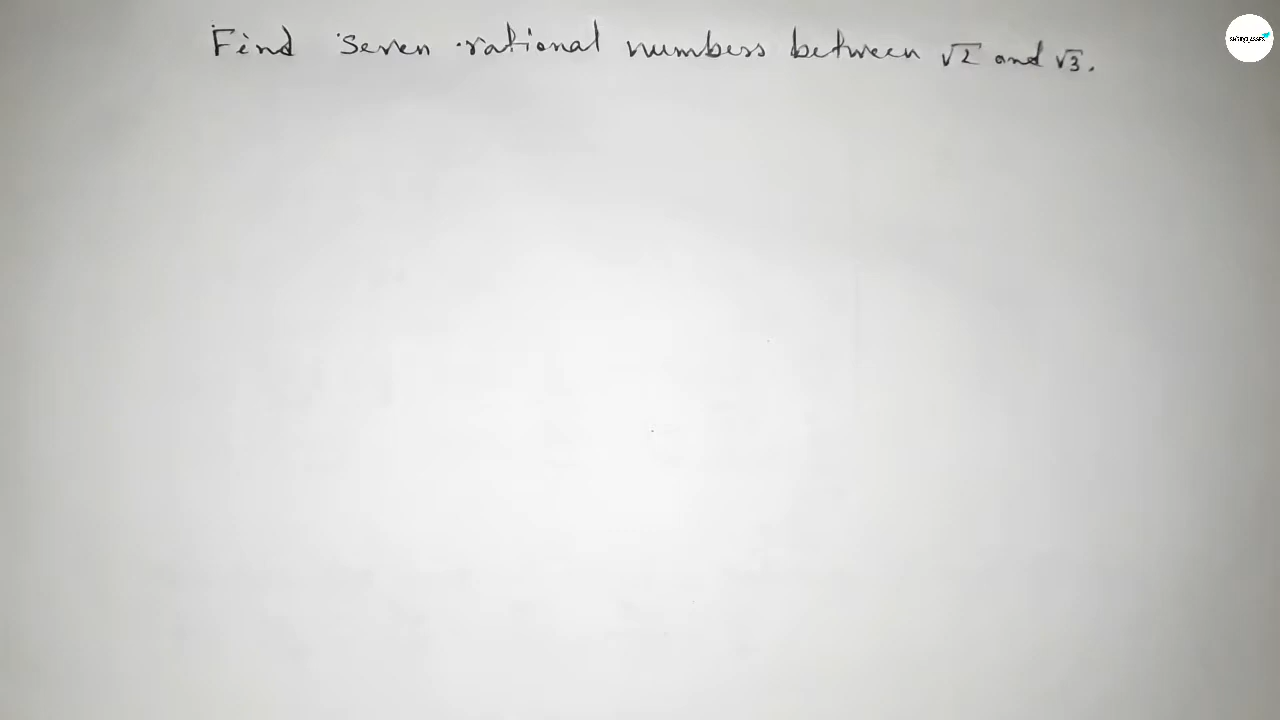 Find seven rational numbers between √2 and √3.